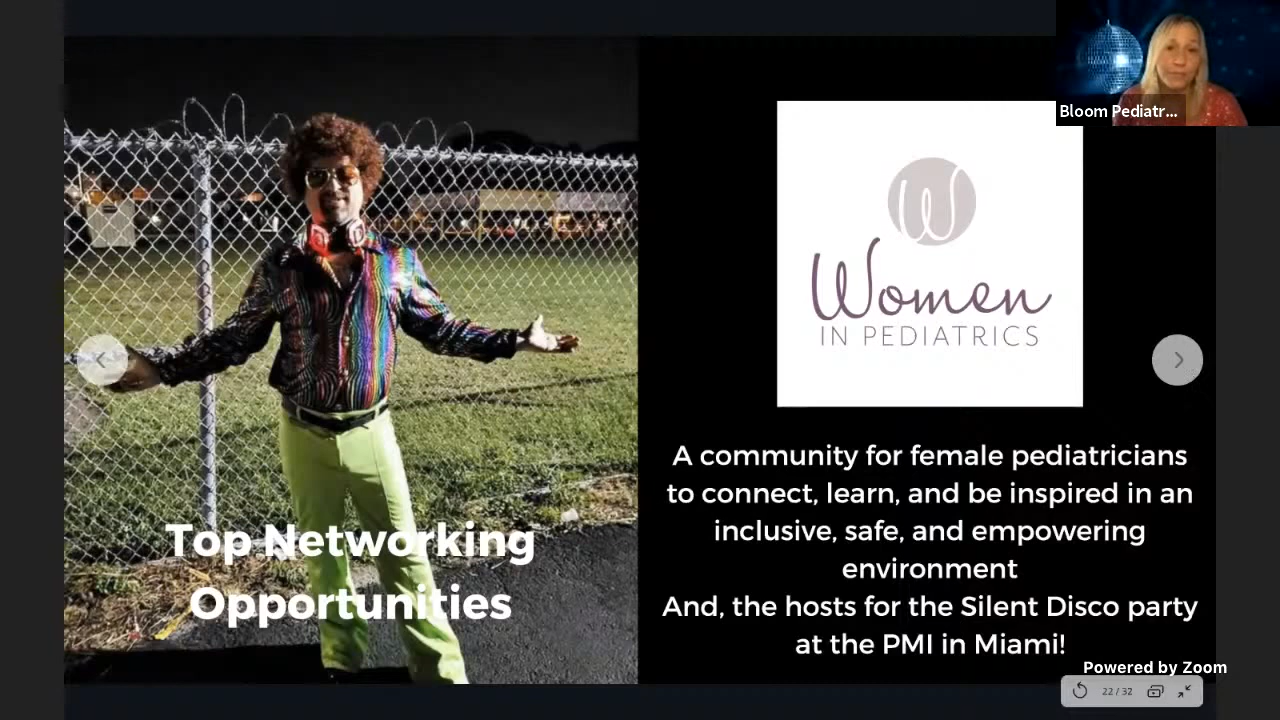 Bloom Pediatr...
Women
IN PEDIATRICS
Top Networking
Opportunities
A community for female pediatricians
to connect, learn, and be inspired in an
inclusive, safe, and empowering
environment
And, the hosts for the Silent Disco party
at the PMI in Miami!
Powered by Zoom
22 / 32